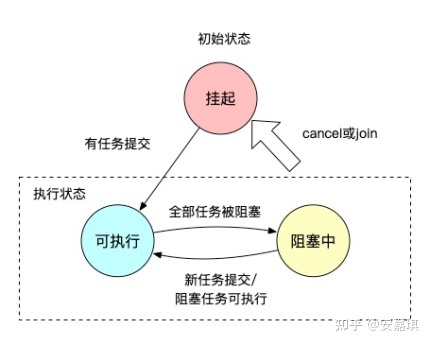 初始状态
挂起
cancel或join
有任务提交
执行状态
全部任务被阻塞
可执行
阻塞中
新任务提交/
阻塞任务可执行
知乎 @安嘉琪